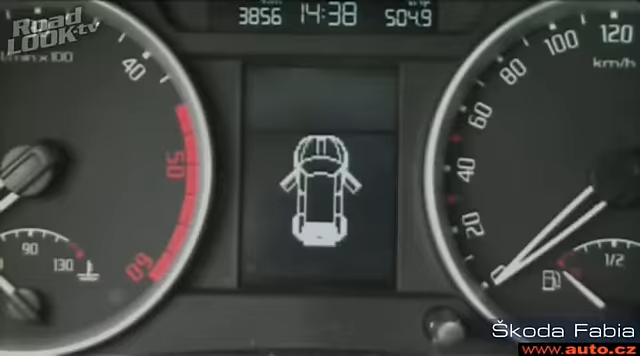 Road
LOOK.tv
3856 14:38 504.9
1/min x 100
40
50
60
90
130
120
km/h
100
80
60
40
20
1/2
Škoda Fabia
www.auto.cz